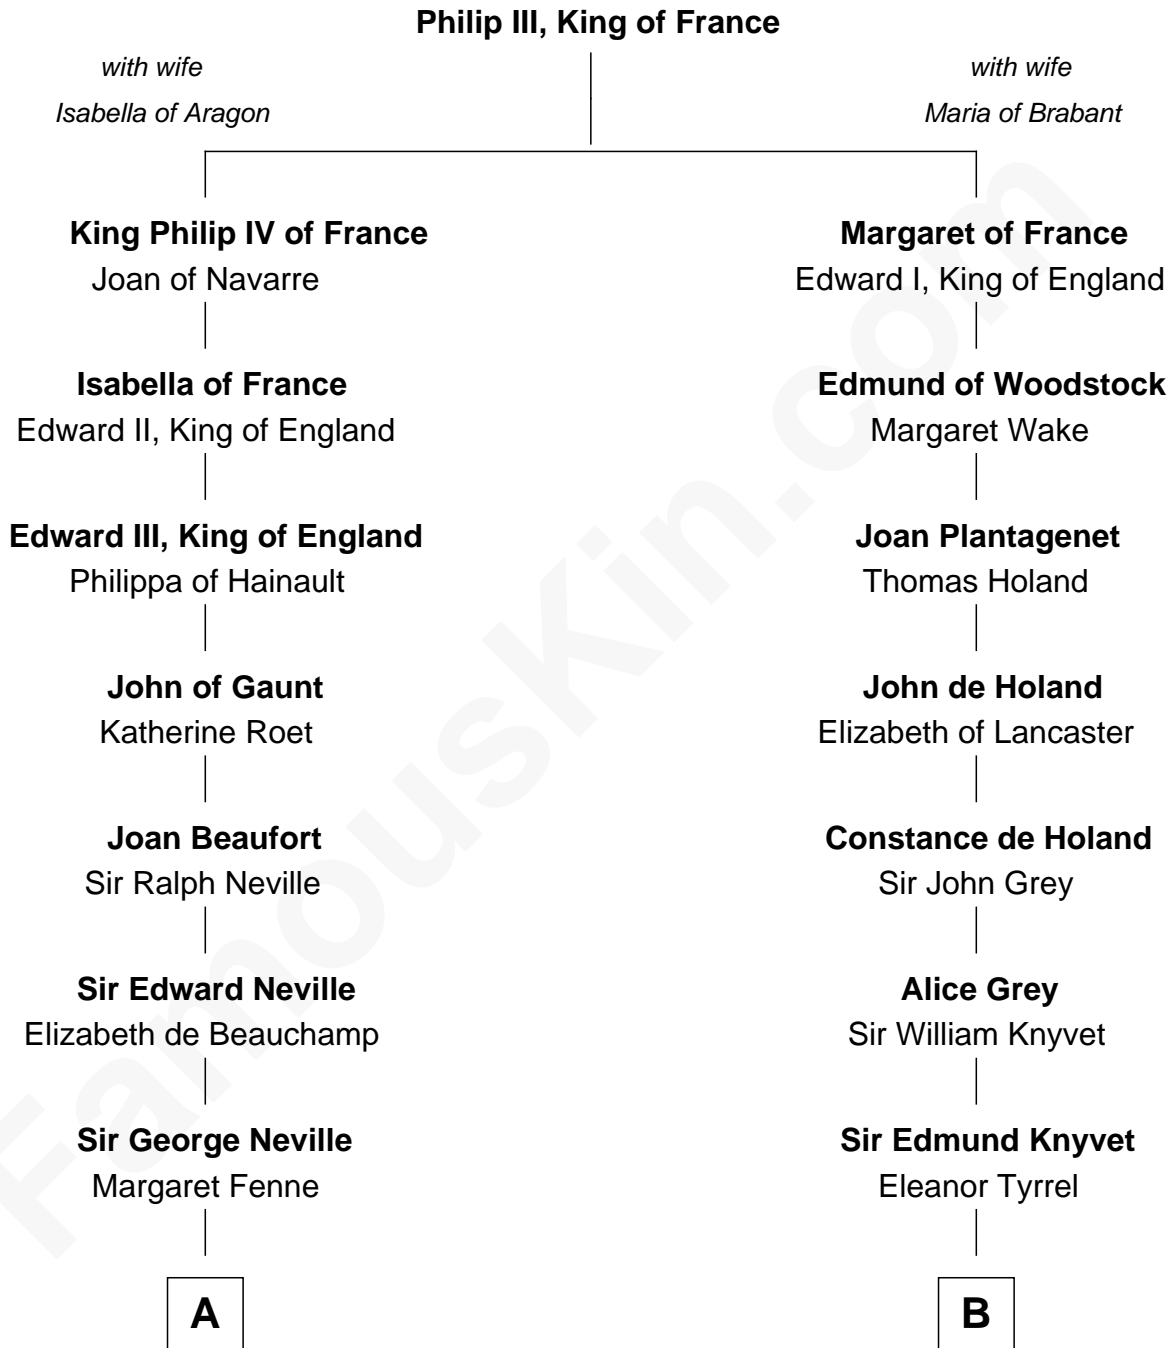 Philip III, King of France
with wife
Isabella of Aragon
with wife
Maria of Brabant
King Philip IV of France
Joan of Navarre
Margaret of France
Edward I, King of England
Isabella of France
Edward II, King of England
Edmund of Woodstock
Margaret Wake
Edward III, King of England
Philippa of Hainault
Joan Plantagenet
Thomas Holand
John of Gaunt
Katherine Roet
John de Holand
Elizabeth of Lancaster
Joan Beaufort
Sir Ralph Neville
Constance de Holand
Sir John Grey
Sir Edward Neville
Elizabeth de Beauchamp
Alice Grey
Sir William Knyvet
Sir George Neville
Margaret Fenne
Sir Edmund Knyvet
Eleanor Tyrrel
A
B
FamousKin.com